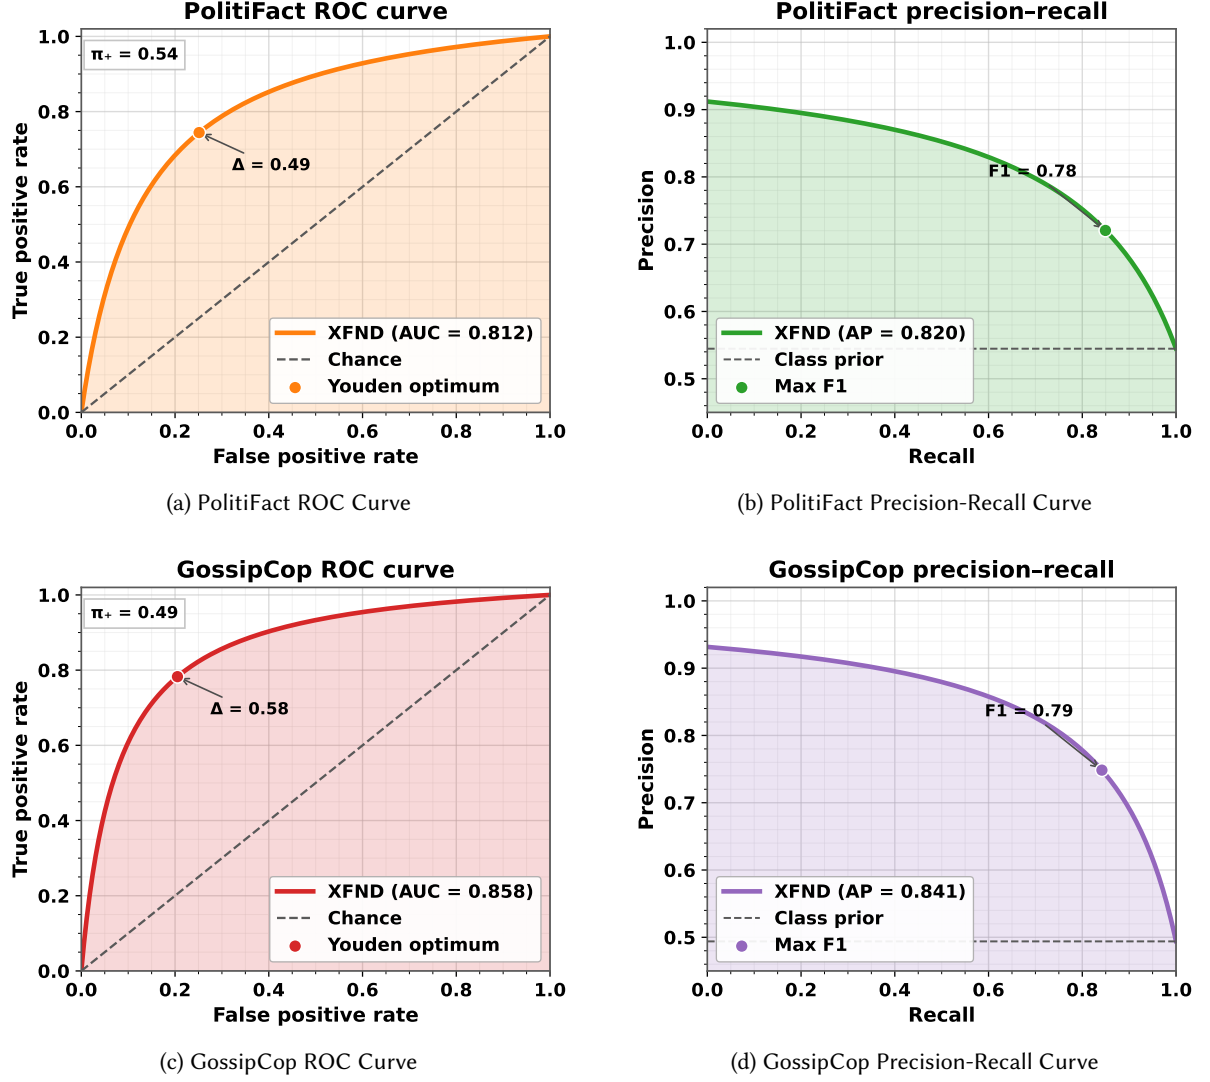 PolitiFact ROC curve
π₊ = 0.54
Δ = 0.49
XFND (AUC = 0.812)
Chance
Youden optimum
1.0
0.8
0.6
0.4
0.2
0.0
0.0 0.2 0.4 0.6 0.8 1.0
True positive rate
False positive rate
(a) PolitiFact ROC Curve
PolitiFact precision–recall
F1 = 0.78
XFND (AP = 0.820)
Class prior
Max F1
1.0
0.9
0.8
0.7
0.6
0.5
0.0 0.2 0.4 0.6 0.8 1.0
Precision
Recall
(b) PolitiFact Precision-Recall Curve
GossipCop ROC curve
π₊ = 0.49
Δ = 0.58
XFND (AUC = 0.858)
Chance
Youden optimum
1.0
0.8
0.6
0.4
0.2
0.0
0.0 0.2 0.4 0.6 0.8 1.0
True positive rate
False positive rate
(c) GossipCop ROC Curve
GossipCop precision–recall
F1 = 0.79
XFND (AP = 0.841)
Class prior
Max F1
1.0
0.9
0.8
0.7
0.6
0.5
0.0 0.2 0.4 0.6 0.8 1.0
Precision
Recall
(d) GossipCop Precision-Recall Curve